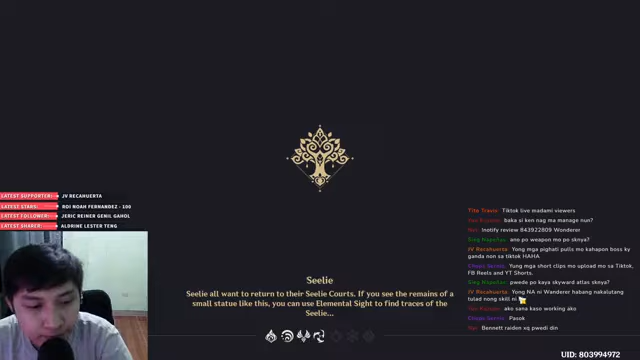 LATEST SUPPORTER: JV RECAHUERTA
LATEST STARS: ROI NOAH FERNANDEZ - 100
LATEST FOLLOWER: JERIC REINER GENIL GAHOL
LATEST SHARER: ALDRINE LESTER TENG
Tiktok live madami viewers
baka si ken nag ma manage nun?
!notify review 843922809 Wonderer
ano po weapon mo po sknya?
JV Recahuerta: Yong mga pighati pulls mo kahapon boss ky
ganda non sa tiktok HAHA
Yung mga short clips mo upload mo sa Tiktok,
FB Reels and YT Shorts.
pwede po kaya skyward atlas sknya?
JV Recahuerta: Yong NA ni Wanderer habang nakalutang
tulad nong skill ni
ako sana kaso working ako
Pasok
Bennett raiden xq pwedi din
Seelie
Seelie all want to return to their Seelie Courts. If you see the remains of a
small statue like this, you can use Elemental Sight to find traces of the
Seelie...
UID: 803994972